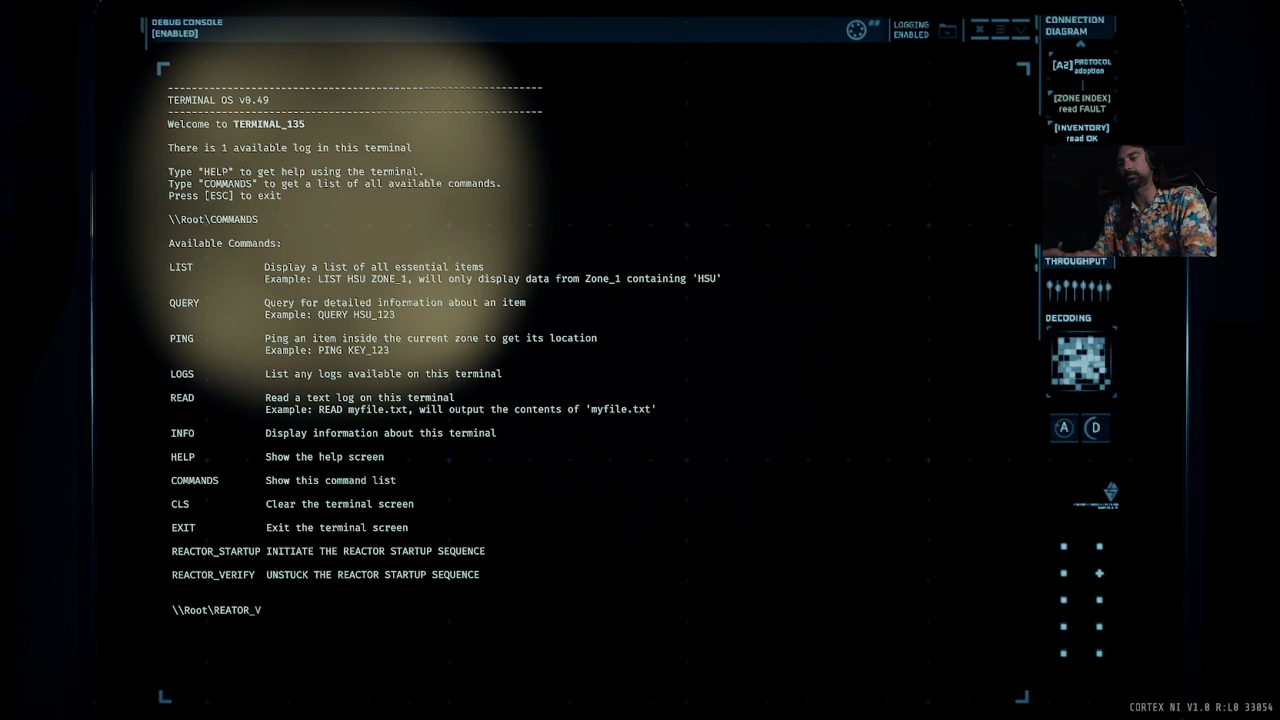 DEBUG CONSOLE
[ENABLED]
LOGGING
ENABLED
CONNECTION
DIAGRAM
[A2] PROTOCOL
adoption
[ZONE INDEX]
read FAULT
[INVENTORY]
read OK
THROUGHPUT
DECODING
A D
TERMINAL OS v0.49
Welcome to TERMINAL_135
There is 1 available log in this terminal
Type "HELP" to get help using the terminal.
Type "COMMANDS" to get a list of all available commands.
Press [ESC] to exit
\\Root\COMMANDS
Available Commands:
LIST Display a list of all essential items
Example: LIST HSU ZONE_1, will only display data from Zone_1 containing 'HSU'
QUERY Query for detailed information about an item
Example: QUERY HSU_123
PING Ping an item inside the current zone to get its location
Example: PING KEY_123
LOGS List any logs available on this terminal
READ Read a text log on this terminal
Example: READ myfile.txt, will output the contents of 'myfile.txt'
INFO Display information about this terminal
HELP Show the help screen
COMMANDS Show this command list
CLS Clear the terminal screen
EXIT Exit the terminal screen
REACTOR_STARTUP INITIATE THE REACTOR STARTUP SEQUENCE
REACTOR_VERIFY UNSTUCK THE REACTOR STARTUP SEQUENCE
\\Root\REATOR_V
CORTEX NI V1.0 R:L0 33054